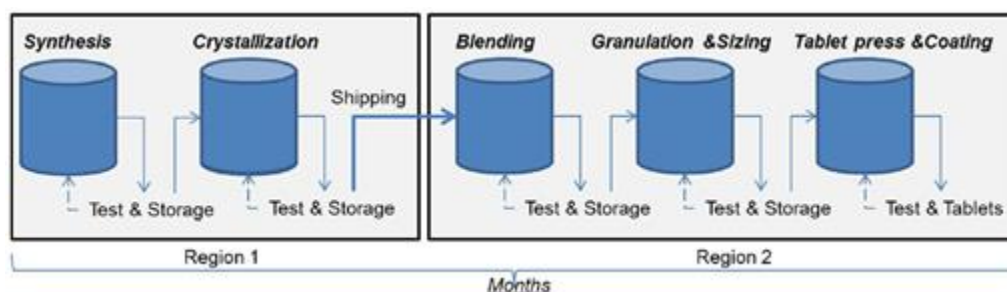 Synthesis
Crystallization
Blending
Granulation &Sizing
Tablet press &Coating
Shipping
Test & Storage
Test & Storage
Test & Storage
Test & Storage
Test & Tablets
Region 1
Region 2
Months